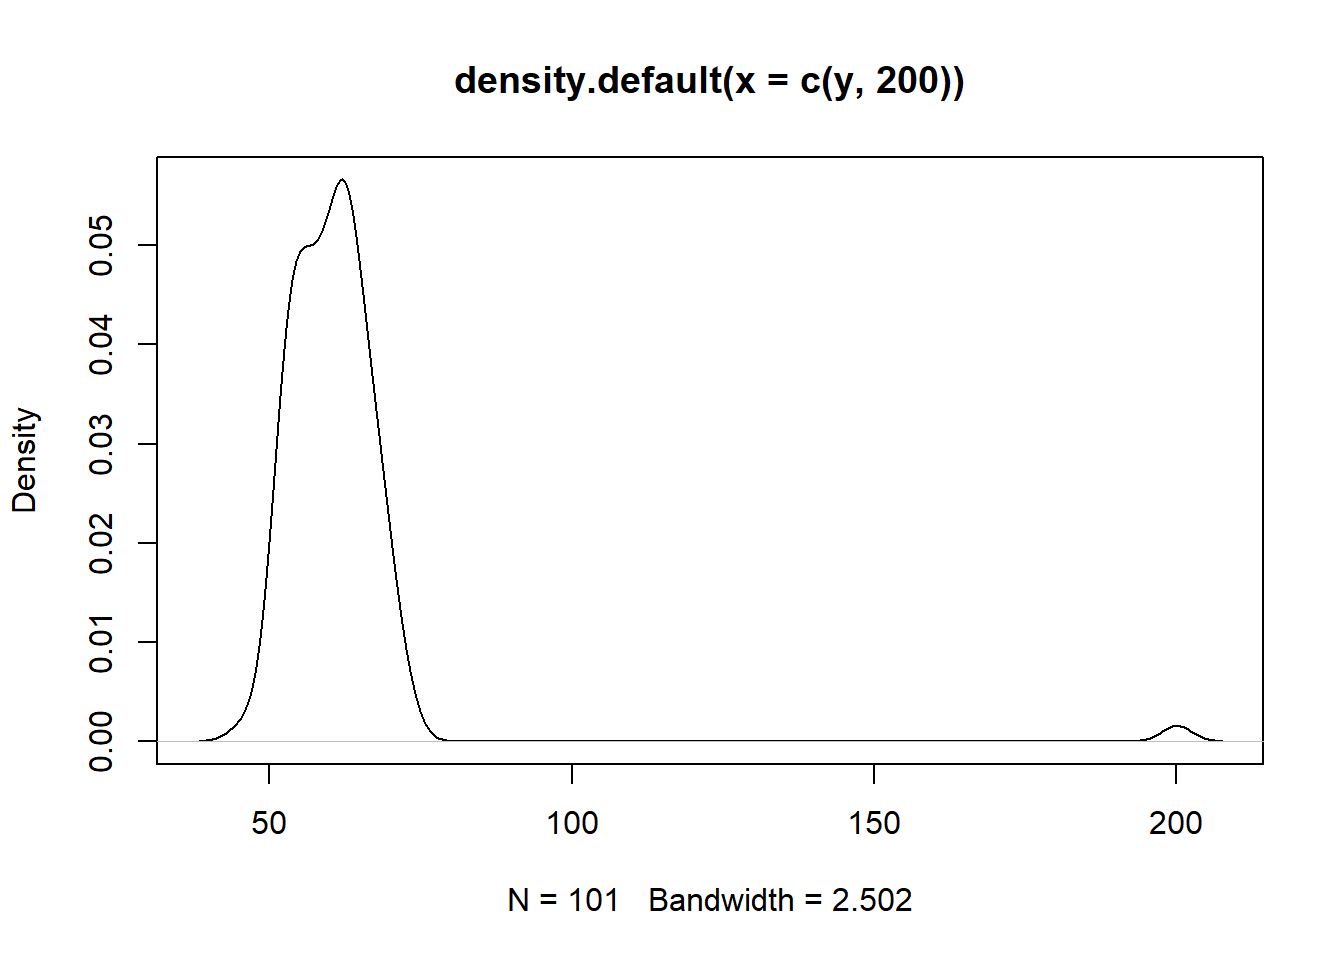 density.default(x = c(y, 200))
Density
0.05
0.04
0.03
0.02
0.01
0.00
50 100 150 200
N = 101 Bandwidth = 2.502